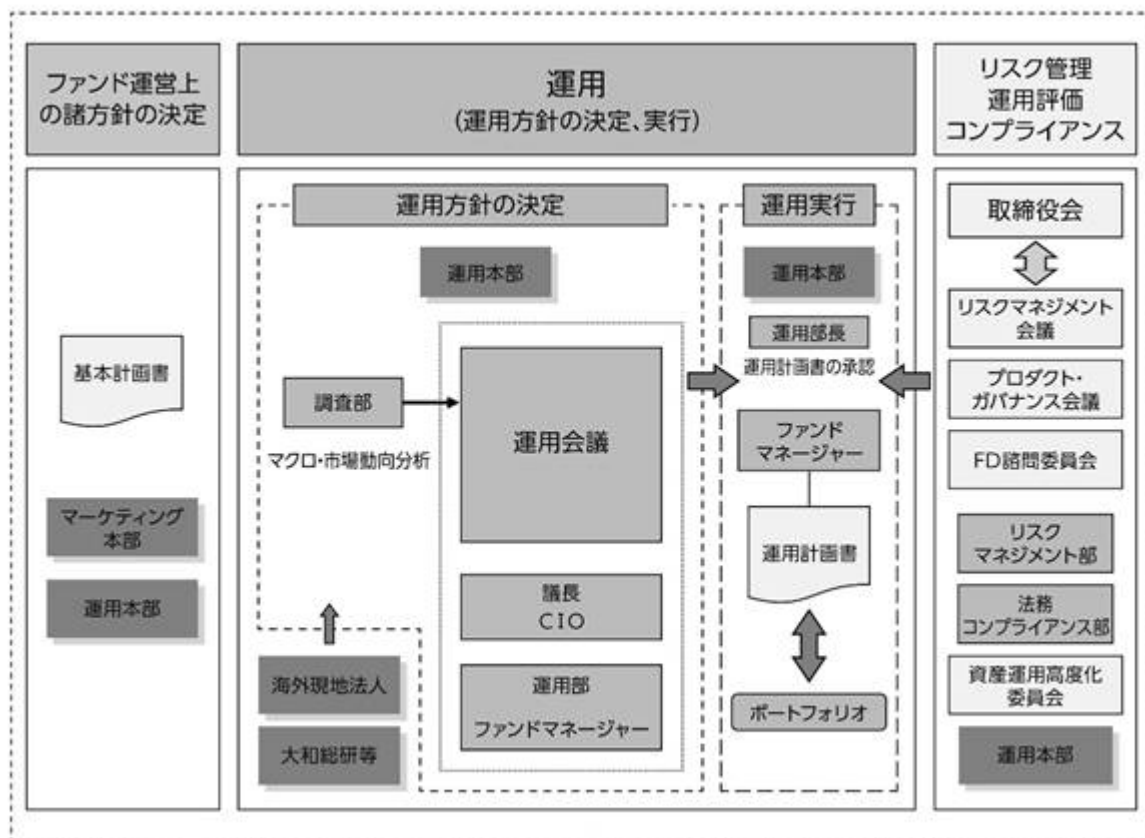 ファンド運営上
の諸方針の決定
基本計画書
マーケティング
本部
運用本部
運用
(運用方針の決定、実行)
運用方針の決定
運用本部
調査部
マクロ・市場動向分析
運用会議
議長
CIO
運用部
ファンドマネージャー
海外現地法人
大和総研等
運用実行
運用本部
運用部長
運用計画書の承認
ファンド
マネージャー
運用計画書
ポートフォリオ
リスク管理
運用評価
コンプライアンス
取締役会
リスクマネジメント
会議
プロダクト・
ガバナンス会議
FD諮問委員会
リスク
マネジメント部
法務
コンプライアンス部
資産運用高度化
委員会
運用本部